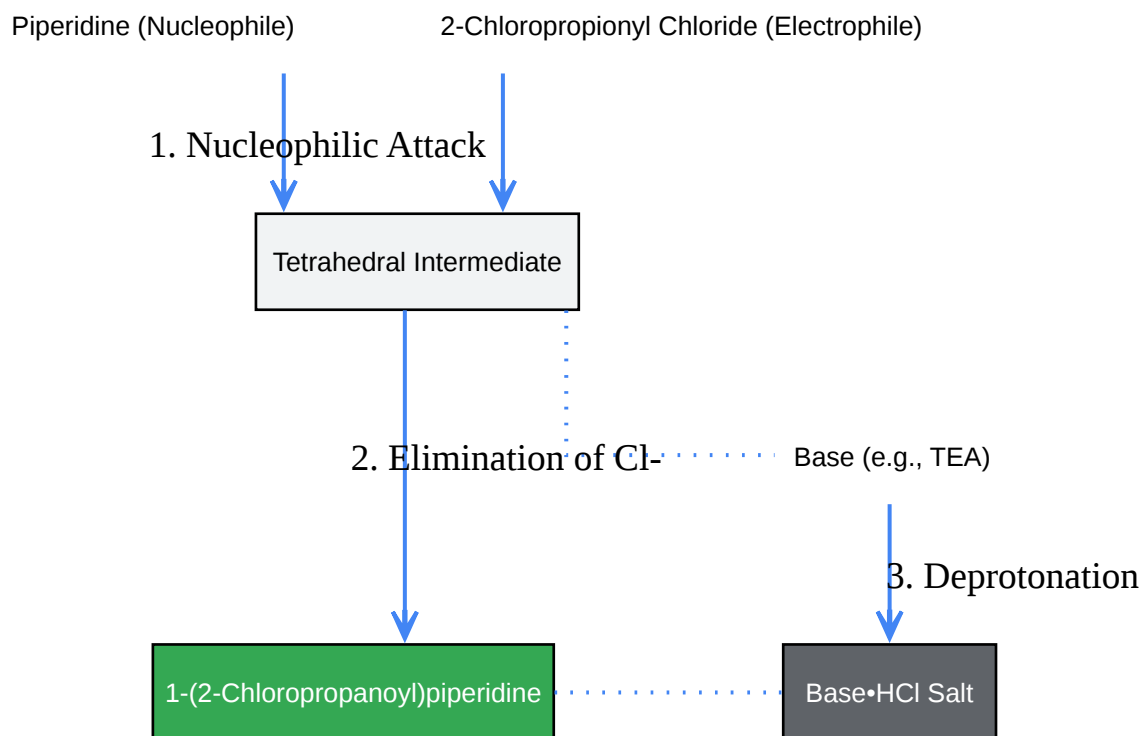 Piperidine (Nucleophile)
2-Chloropropionyl Chloride (Electrophile)
1. Nucleophilic Attack
Tetrahedral Intermediate
2. Elimination of Cl-
Base (e.g., TEA)
3. Deprotonation
1-(2-Chloropropanoyl)piperidine
Base•HCl Salt